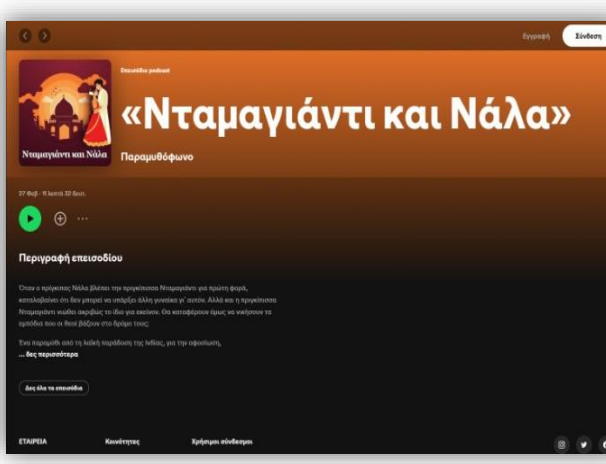 Εγγραφή
Σύνδεση
Επεισόδιο podcast
«Νταμαγιάντι και Νάλα»
Νταμαγιάντι και Νάλα
Παραμυθόφωνο
27 Φεβ · 11 λεπτά 32 δευτ.
Περιγραφή επεισοδίου
Όταν ο πρίγκιπας Νάλα βλέπει την πριγκίπισσα Νταμαγιάντι για πρώτη φορά,
καταλαβαίνει ότι δεν μπορεί να υπάρξει άλλη γυναίκα γι' αυτόν. Αλλά και η πριγκίπισσα
Νταμαγιάντι νιώθει ακριβώς το ίδιο για εκείνον. Θα καταφέρουν όμως να νικήσουν τα
εμπόδια που οι θεοί βάζουν στο δρόμο τους;
Ένα παραμύθι από τη λαϊκή παράδοση της Ινδίας, για την αφοσίωση,
... δες περισσότερα
Δες όλα τα επεισόδια
ΕΤΑΙΡΕΙΑ
Κοινότητες
Χρήσιμοι σύνδεσμοι